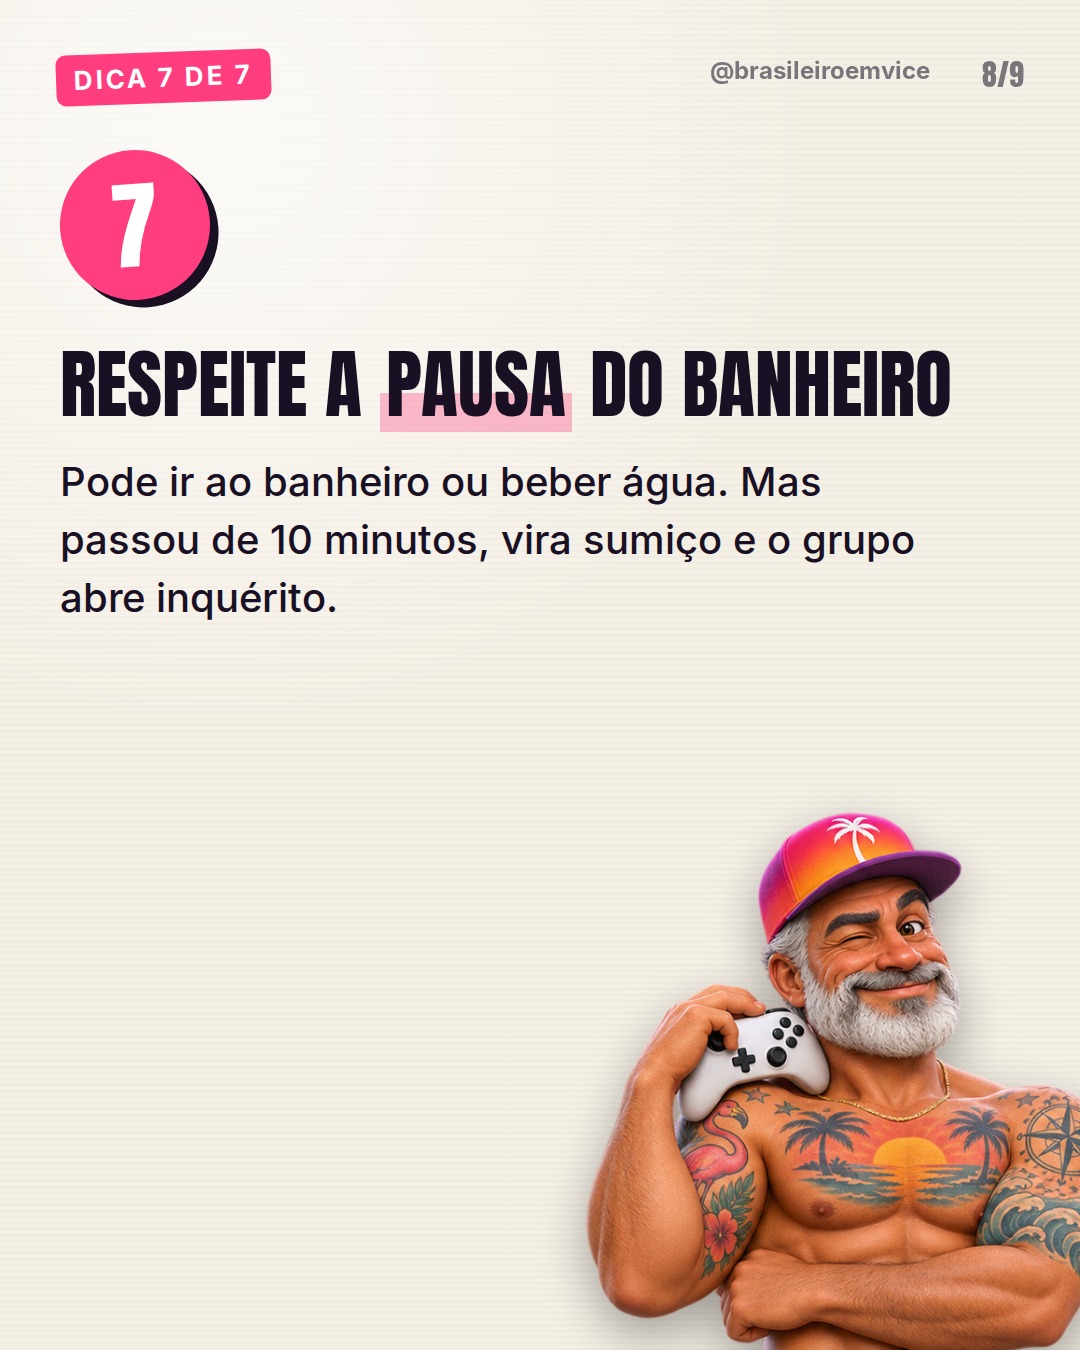 DICA 7 DE 7
@brasileiroemvice
8/9
7
RESPEITE A PAUSA DO BANHEIRO
Pode ir ao banheiro ou beber água. Mas
passou de 10 minutos, vira sumiço e o grupo
abre inquérito.